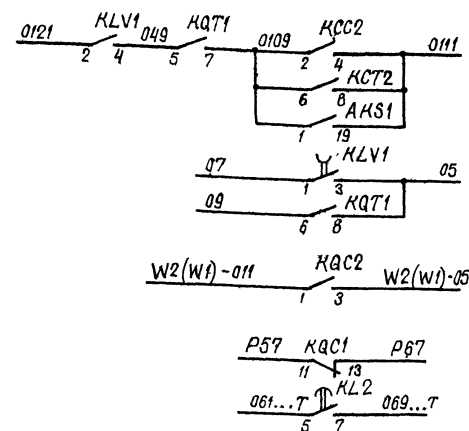 0121 KLV1 049 KQT1 0109 KCC2 0111
2 4 5 7 2 4
KCT2
6 8
AKS1
1 19
07 KLV1 05
1 3
09 KQT1
6 8
W2(W1)-011 KQC2 W2(W1)-05
1 3
P57 KQC1 P67
11 13
061...T KL2 069...T
5 7